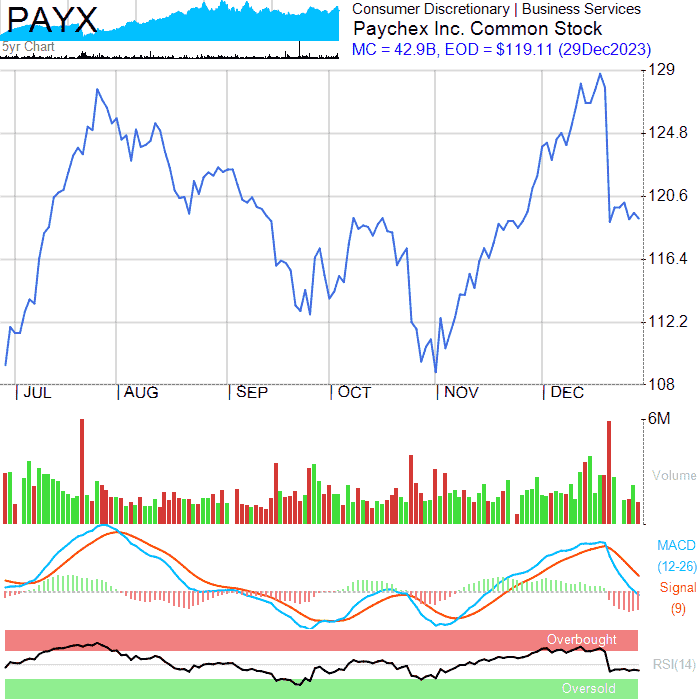 PAYX
5yr Chart
Consumer Discretionary | Business Services
Paychex Inc. Common Stock
MC = 42.9B, EOD = $119.11 (29Dec2023)
129
124.8
120.6
116.4
112.2
108
|JUL |AUG |SEP |OCT |NOV |DEC
6M
Volume
MACD
(12-26)
Signal
(9)
Overbought
RSI(14)
Oversold